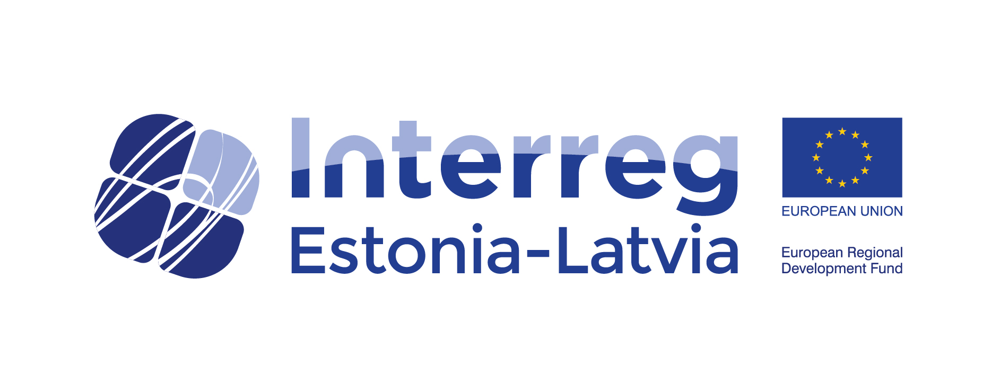 Interreg
Estonia-Latvia
EUROPEAN UNION
European Regional
Development Fund